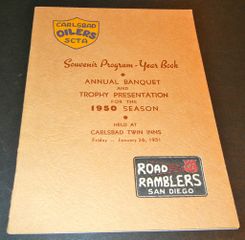 CARLSBAD
OILERS
SCTA
Souvenir Program - Year Book
ANNUAL BANQUET
AND
TROPHY PRESENTATION
FOR THE
1950 SEASON
HELD AT
CARLSBAD TWIN INNS
Friday -- January 26, 1951
ROAD
RAMBLERS
SAN DIEGO